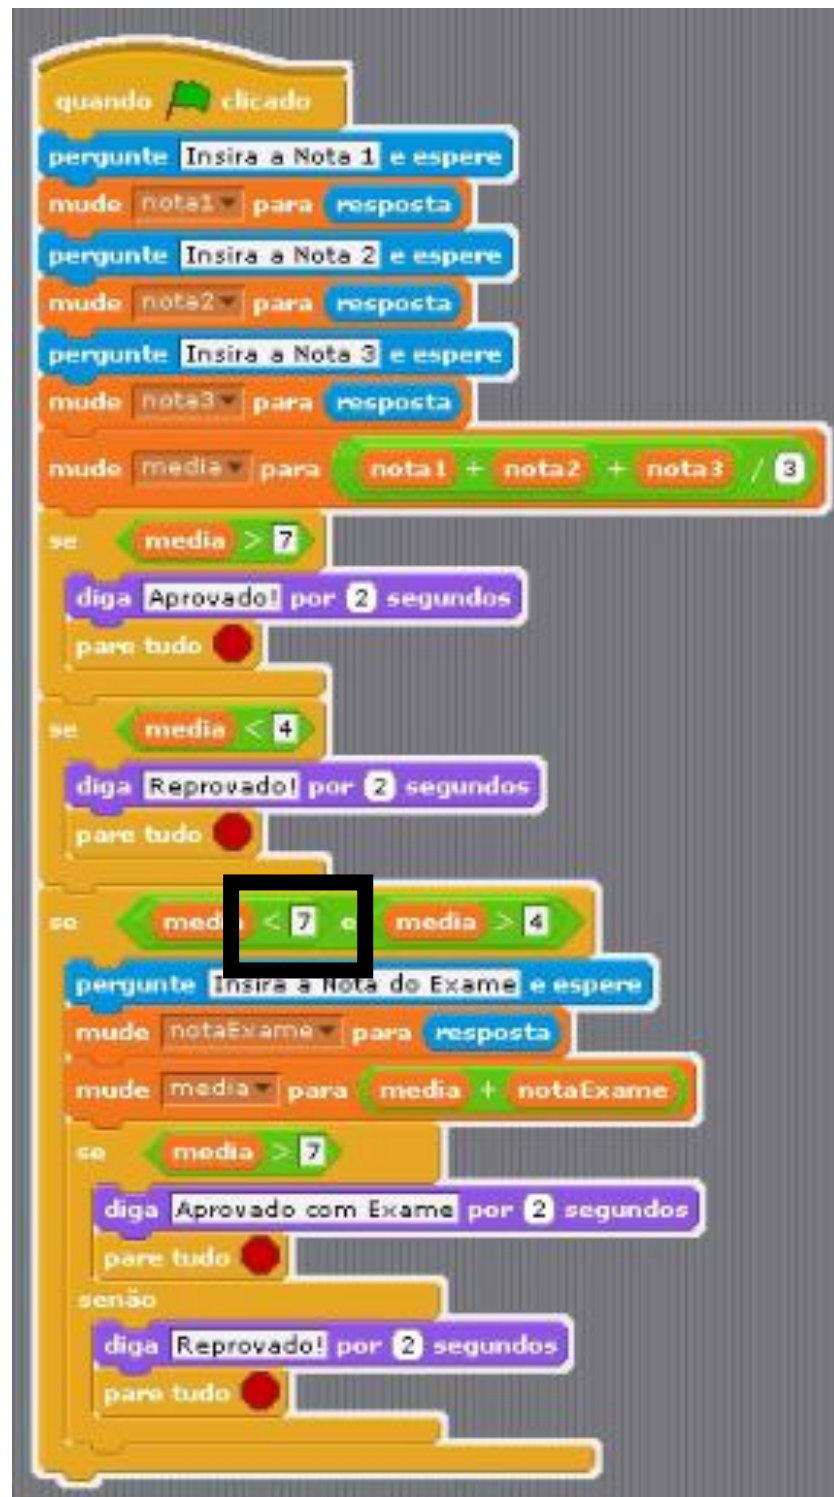 quando clicado
pergunte Insira a Nota 1 e espere
mude nota1 para resposta
pergunte Insira a Nota 2 e espere
mude nota2 para resposta
pergunte Insira a Nota 3 e espere
mude nota3 para resposta
mude media para nota1 + nota2 + nota3 / 3
se media > 7
diga Aprovado! por 2 segundos
pare tudo
se media < 4
diga Reprovado! por 2 segundos
pare tudo
se media < 7 e media > 4
pergunte Insira a Nota do Exame e espere
mude notaExame para resposta
mude media para media + notaExame
se media > 7
diga Aprovado com Exame por 2 segundos
pare tudo
senão
diga Reprovado! por 2 segundos
pare tudo